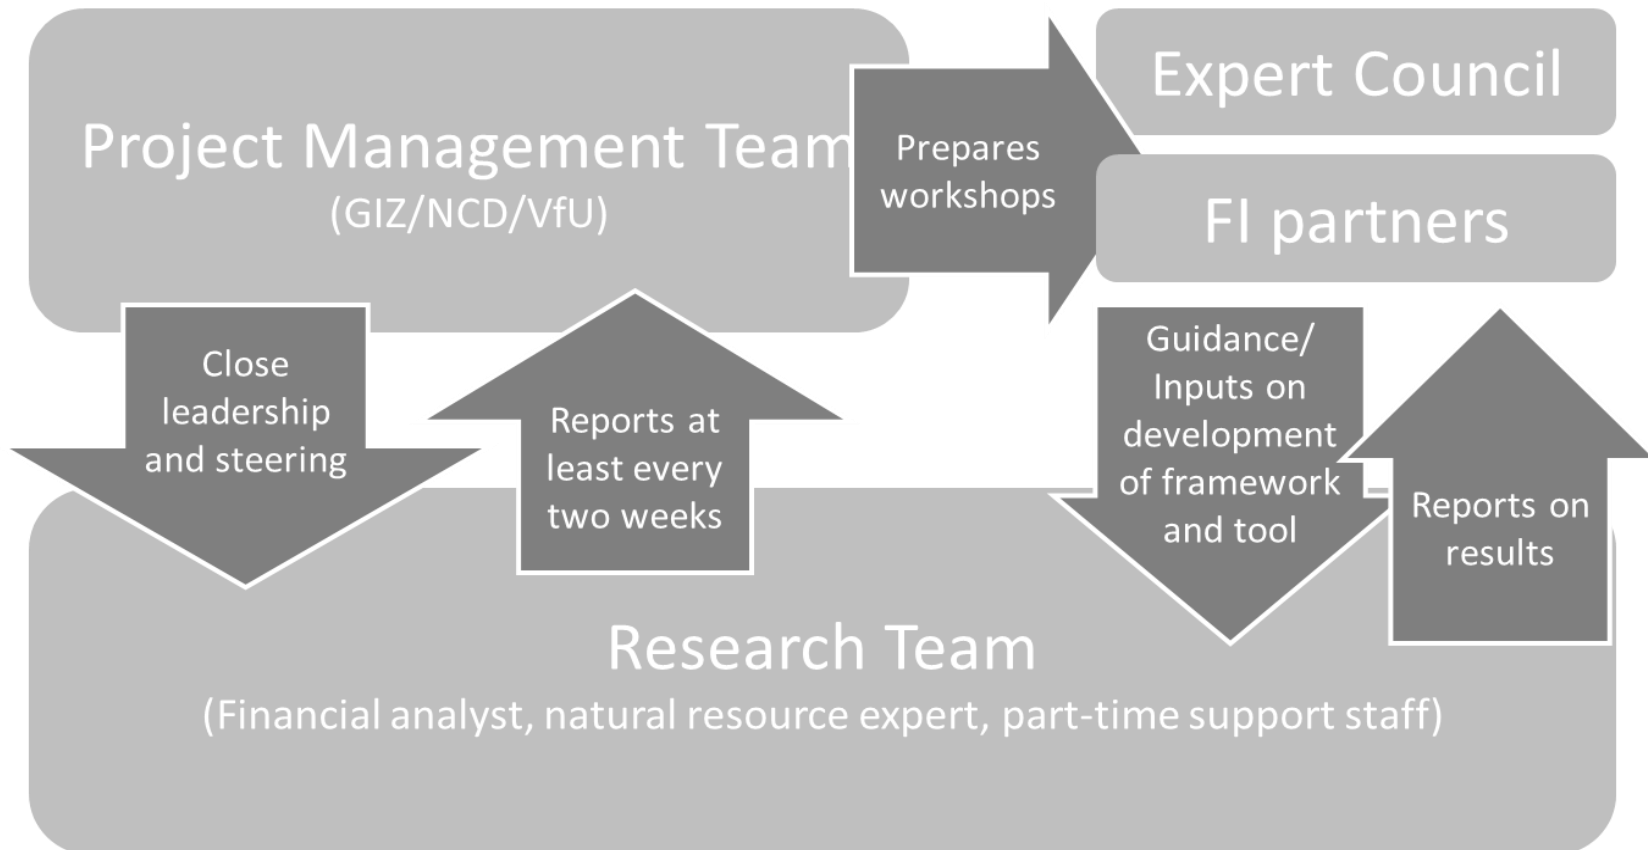 Project Management Team
(GIZ/NCD/VfU)
Prepares
workshops
Expert Council
FI partners
Close
leadership
and steering
Reports at
least every
two weeks
Guidance/
Inputs on
development
of framework
and tool
Reports on
results
Research Team
(Financial analyst, natural resource expert, part-time support staff)